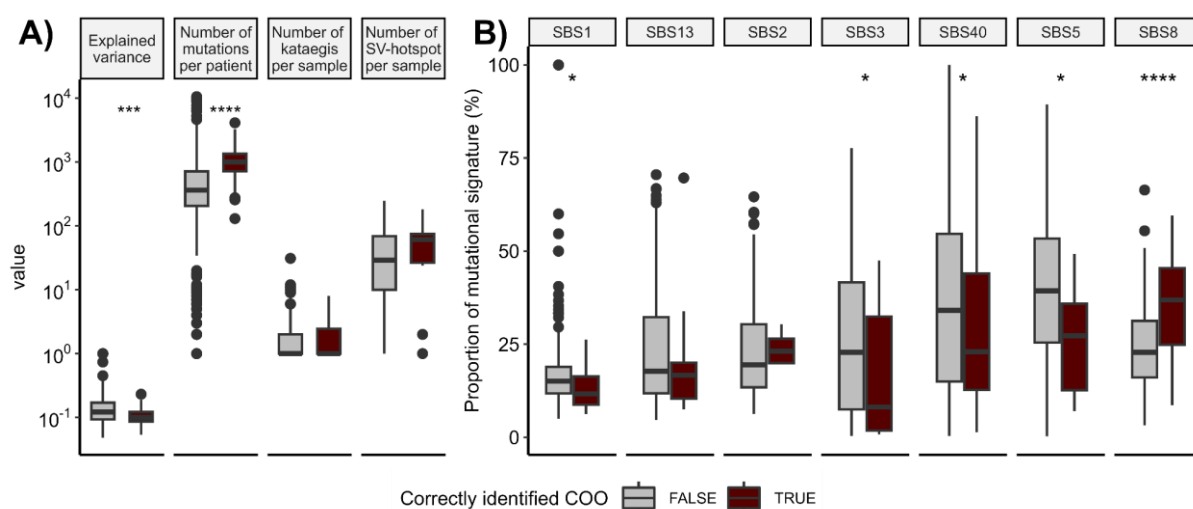 A)
Explained
variance
Number of
mutations
per patient
Number of
kataegis
per sample
Number of
SV-hotspot
per sample
value
10^4
10^3
10^2
10^1
10^0
10^-1
***
****
B)
SBS1
SBS13
SBS2
SBS3
SBS40
SBS5
SBS8
Proportion of mutational signature (%)
100
75
50
25
0
*
*
*
*
****
Correctly identified COO FALSE TRUE